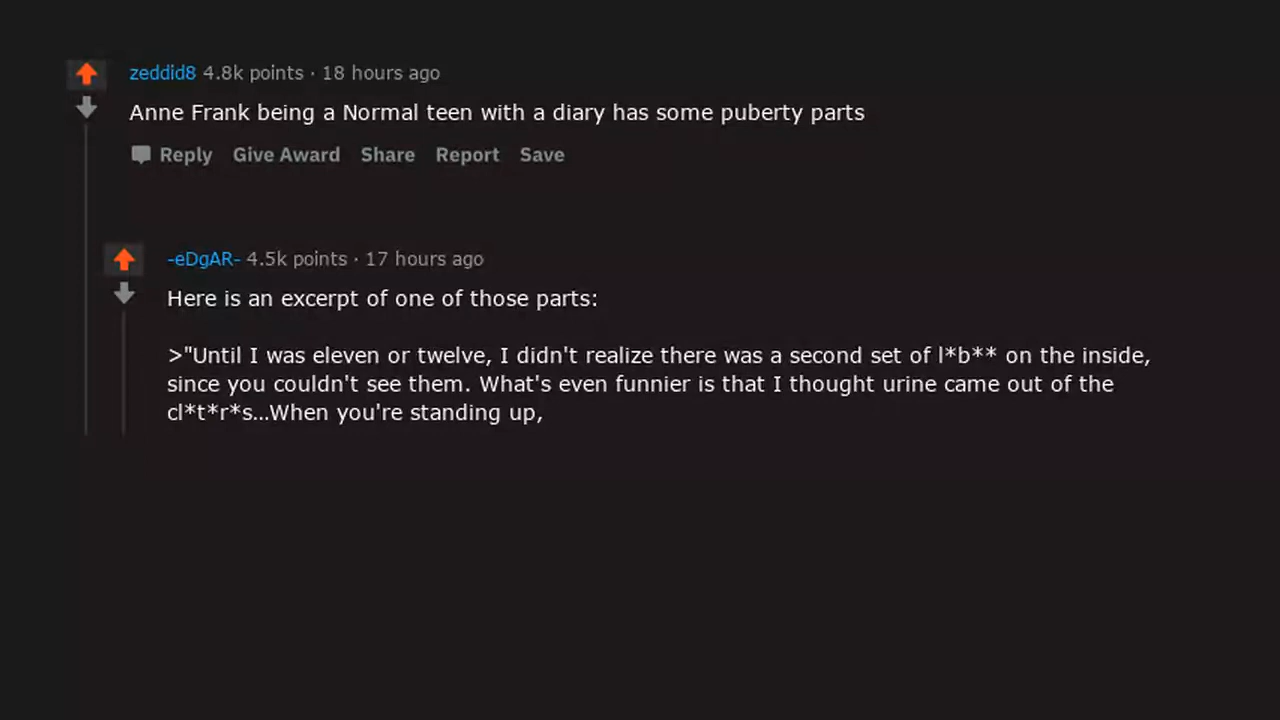 zeddid8 4.8k points · 18 hours ago
Anne Frank being a Normal teen with a diary has some puberty parts
Reply Give Award Share Report Save
-eDgAR- 4.5k points · 17 hours ago
Here is an excerpt of one of those parts:
>"Until I was eleven or twelve, I didn't realize there was a second set of l*b** on the inside,
since you couldn't see them. What's even funnier is that I thought urine came out of the
cl*t*r*s...When you're standing up,